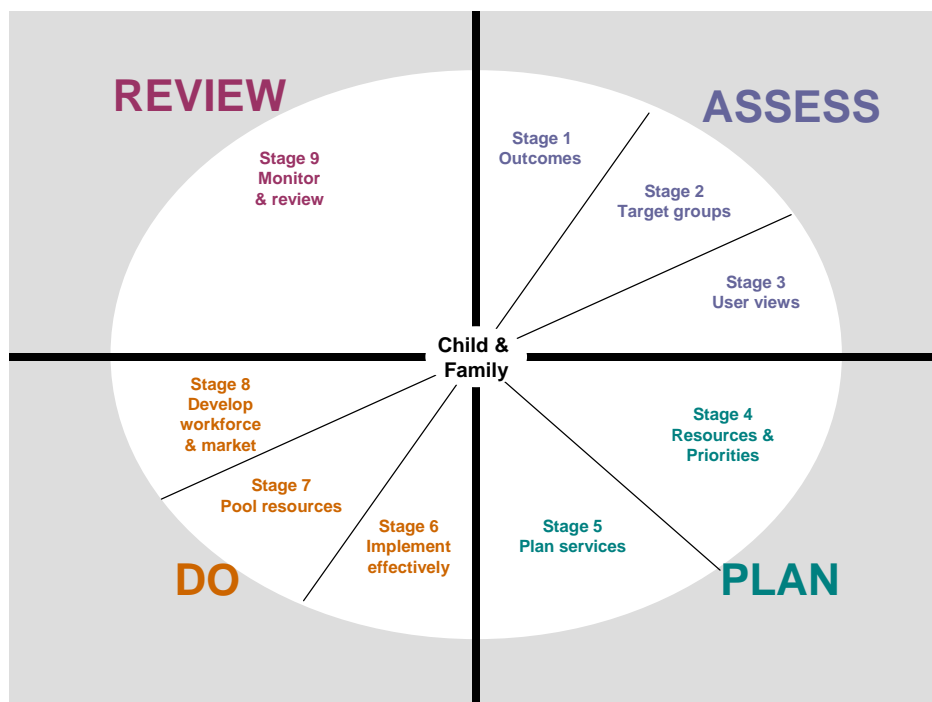 REVIEW
ASSESS
Stage 1
Outcomes
Stage 9
Monitor
& review
Stage 2
Target groups
Stage 3
User views
Child &
Family
Stage 8
Develop
workforce
& market
Stage 4
Resources &
Priorities
Stage 7
Pool resources
Stage 6
Implement
effectively
Stage 5
Plan services
DO
PLAN